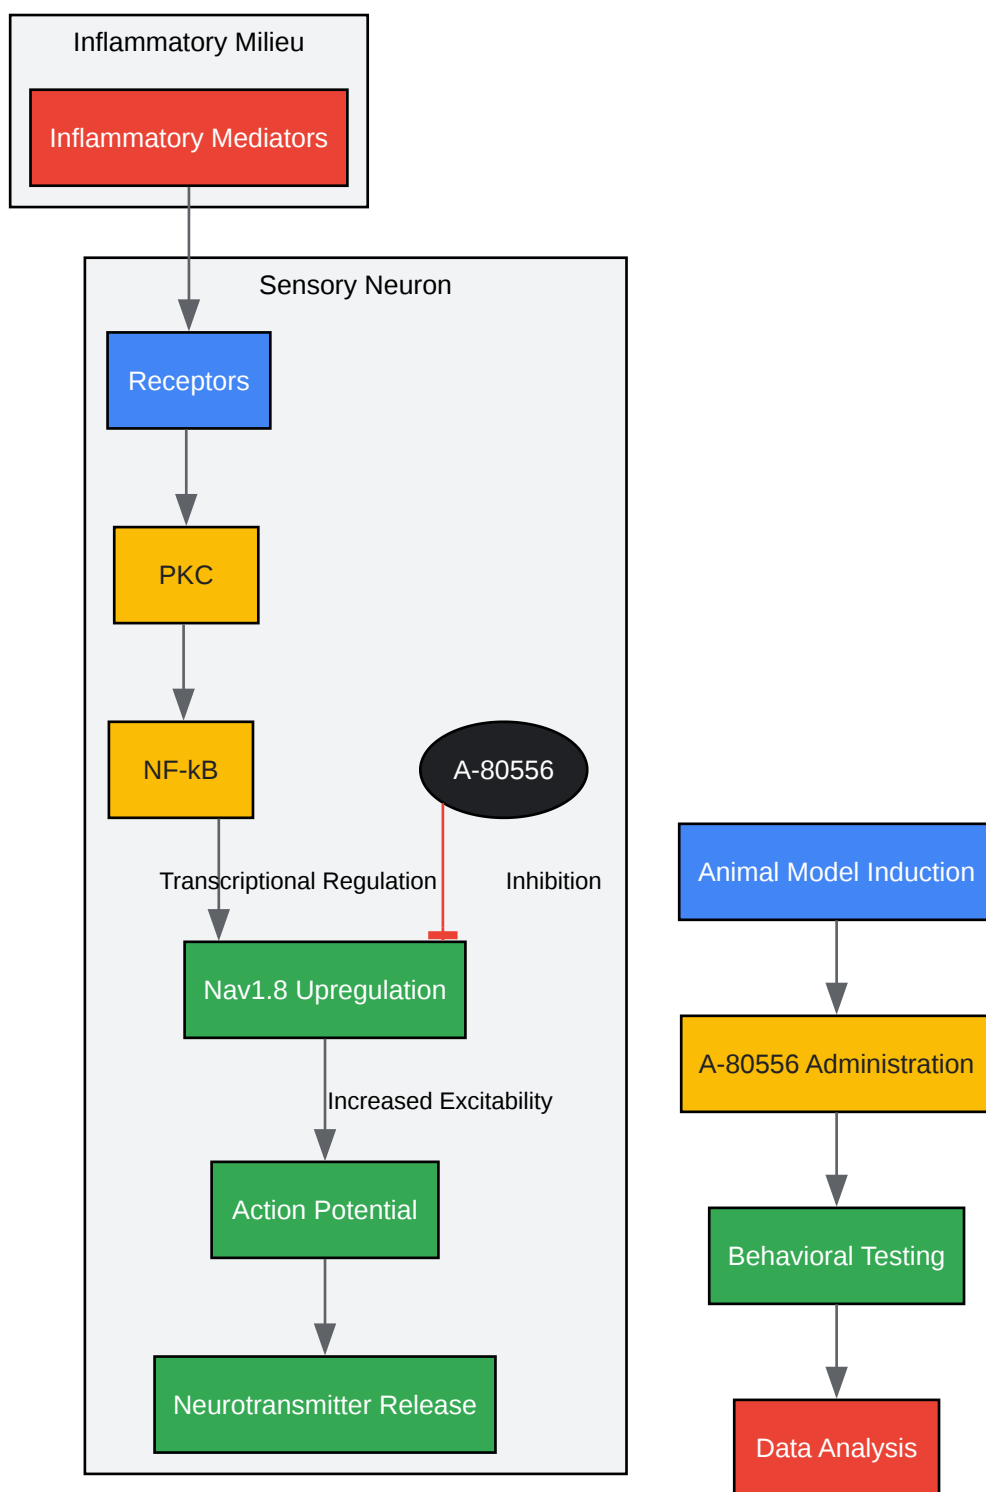 Inflammatory Milieu
Inflammatory Mediators
Sensory Neuron
Receptors
PKC
NF-kB
A-80556
Transcriptional Regulation
Inhibition
Nav1.8 Upregulation
Increased Excitability
Action Potential
Neurotransmitter Release
Animal Model Induction
A-80556 Administration
Behavioral Testing
Data Analysis